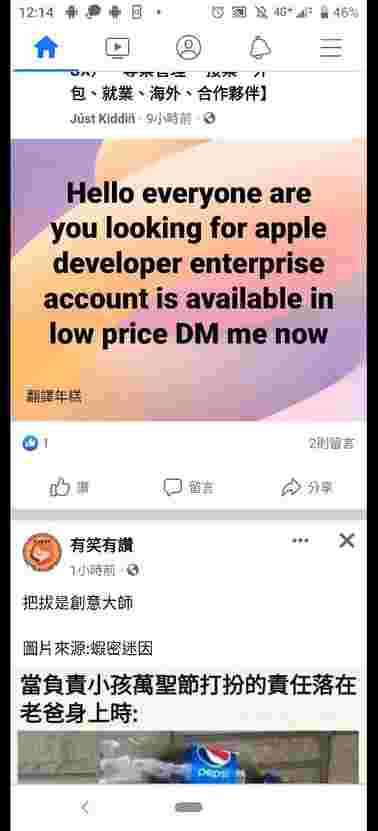 12:14
4G+
46%
包、就業、海外、合作夥伴】
Júst Kiddiñ · 9小時前 ·
Hello everyone are
you looking for apple
developer enterprise
account is available in
low price DM me now
翻譯年糕
1
2則留言
讚
留言
分享
有笑有讚
1小時前 ·
把拔是創意大師
圖片來源:蝦密迷因
當負責小孩萬聖節打扮的責任落在
老爸身上時:
pepsi